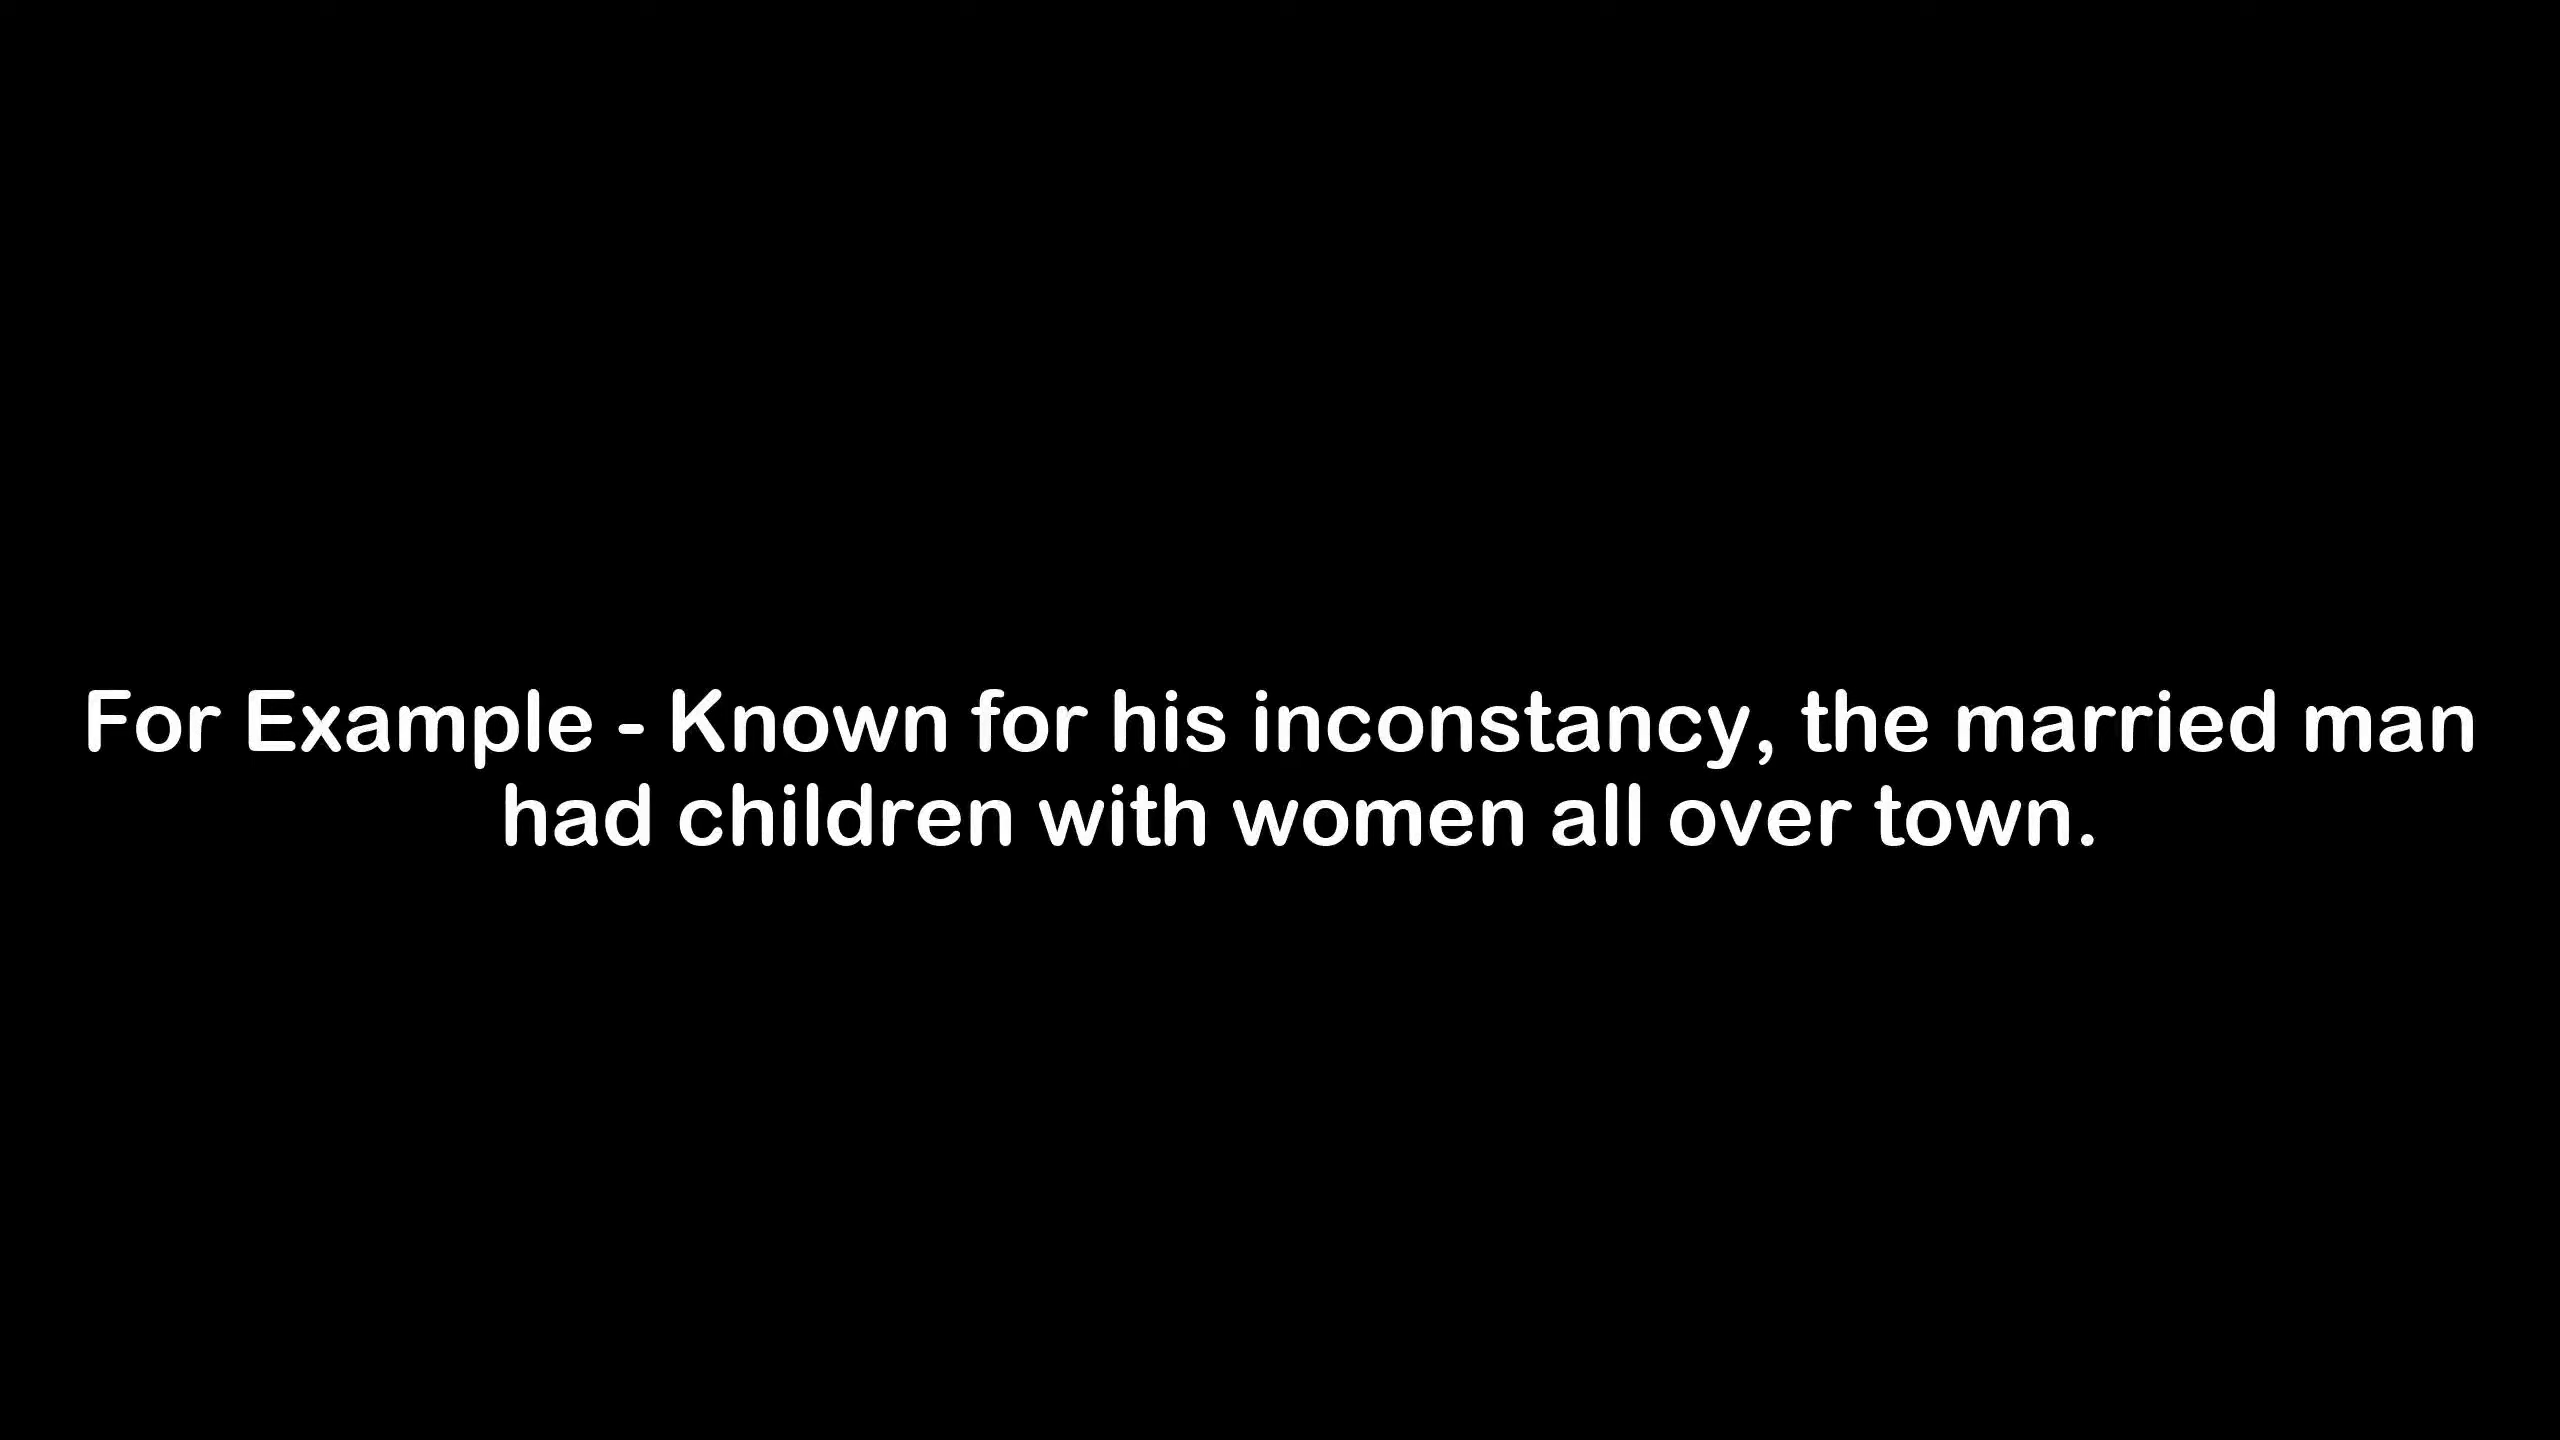 For Example - Known for his inconstancy, the married man
had children with women all over town.